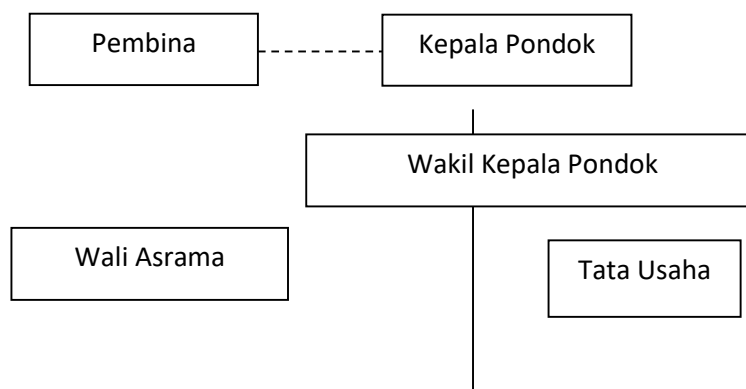 Pembina
Kepala Pondok
Wakil Kepala Pondok
Wali Asrama
Tata Usaha